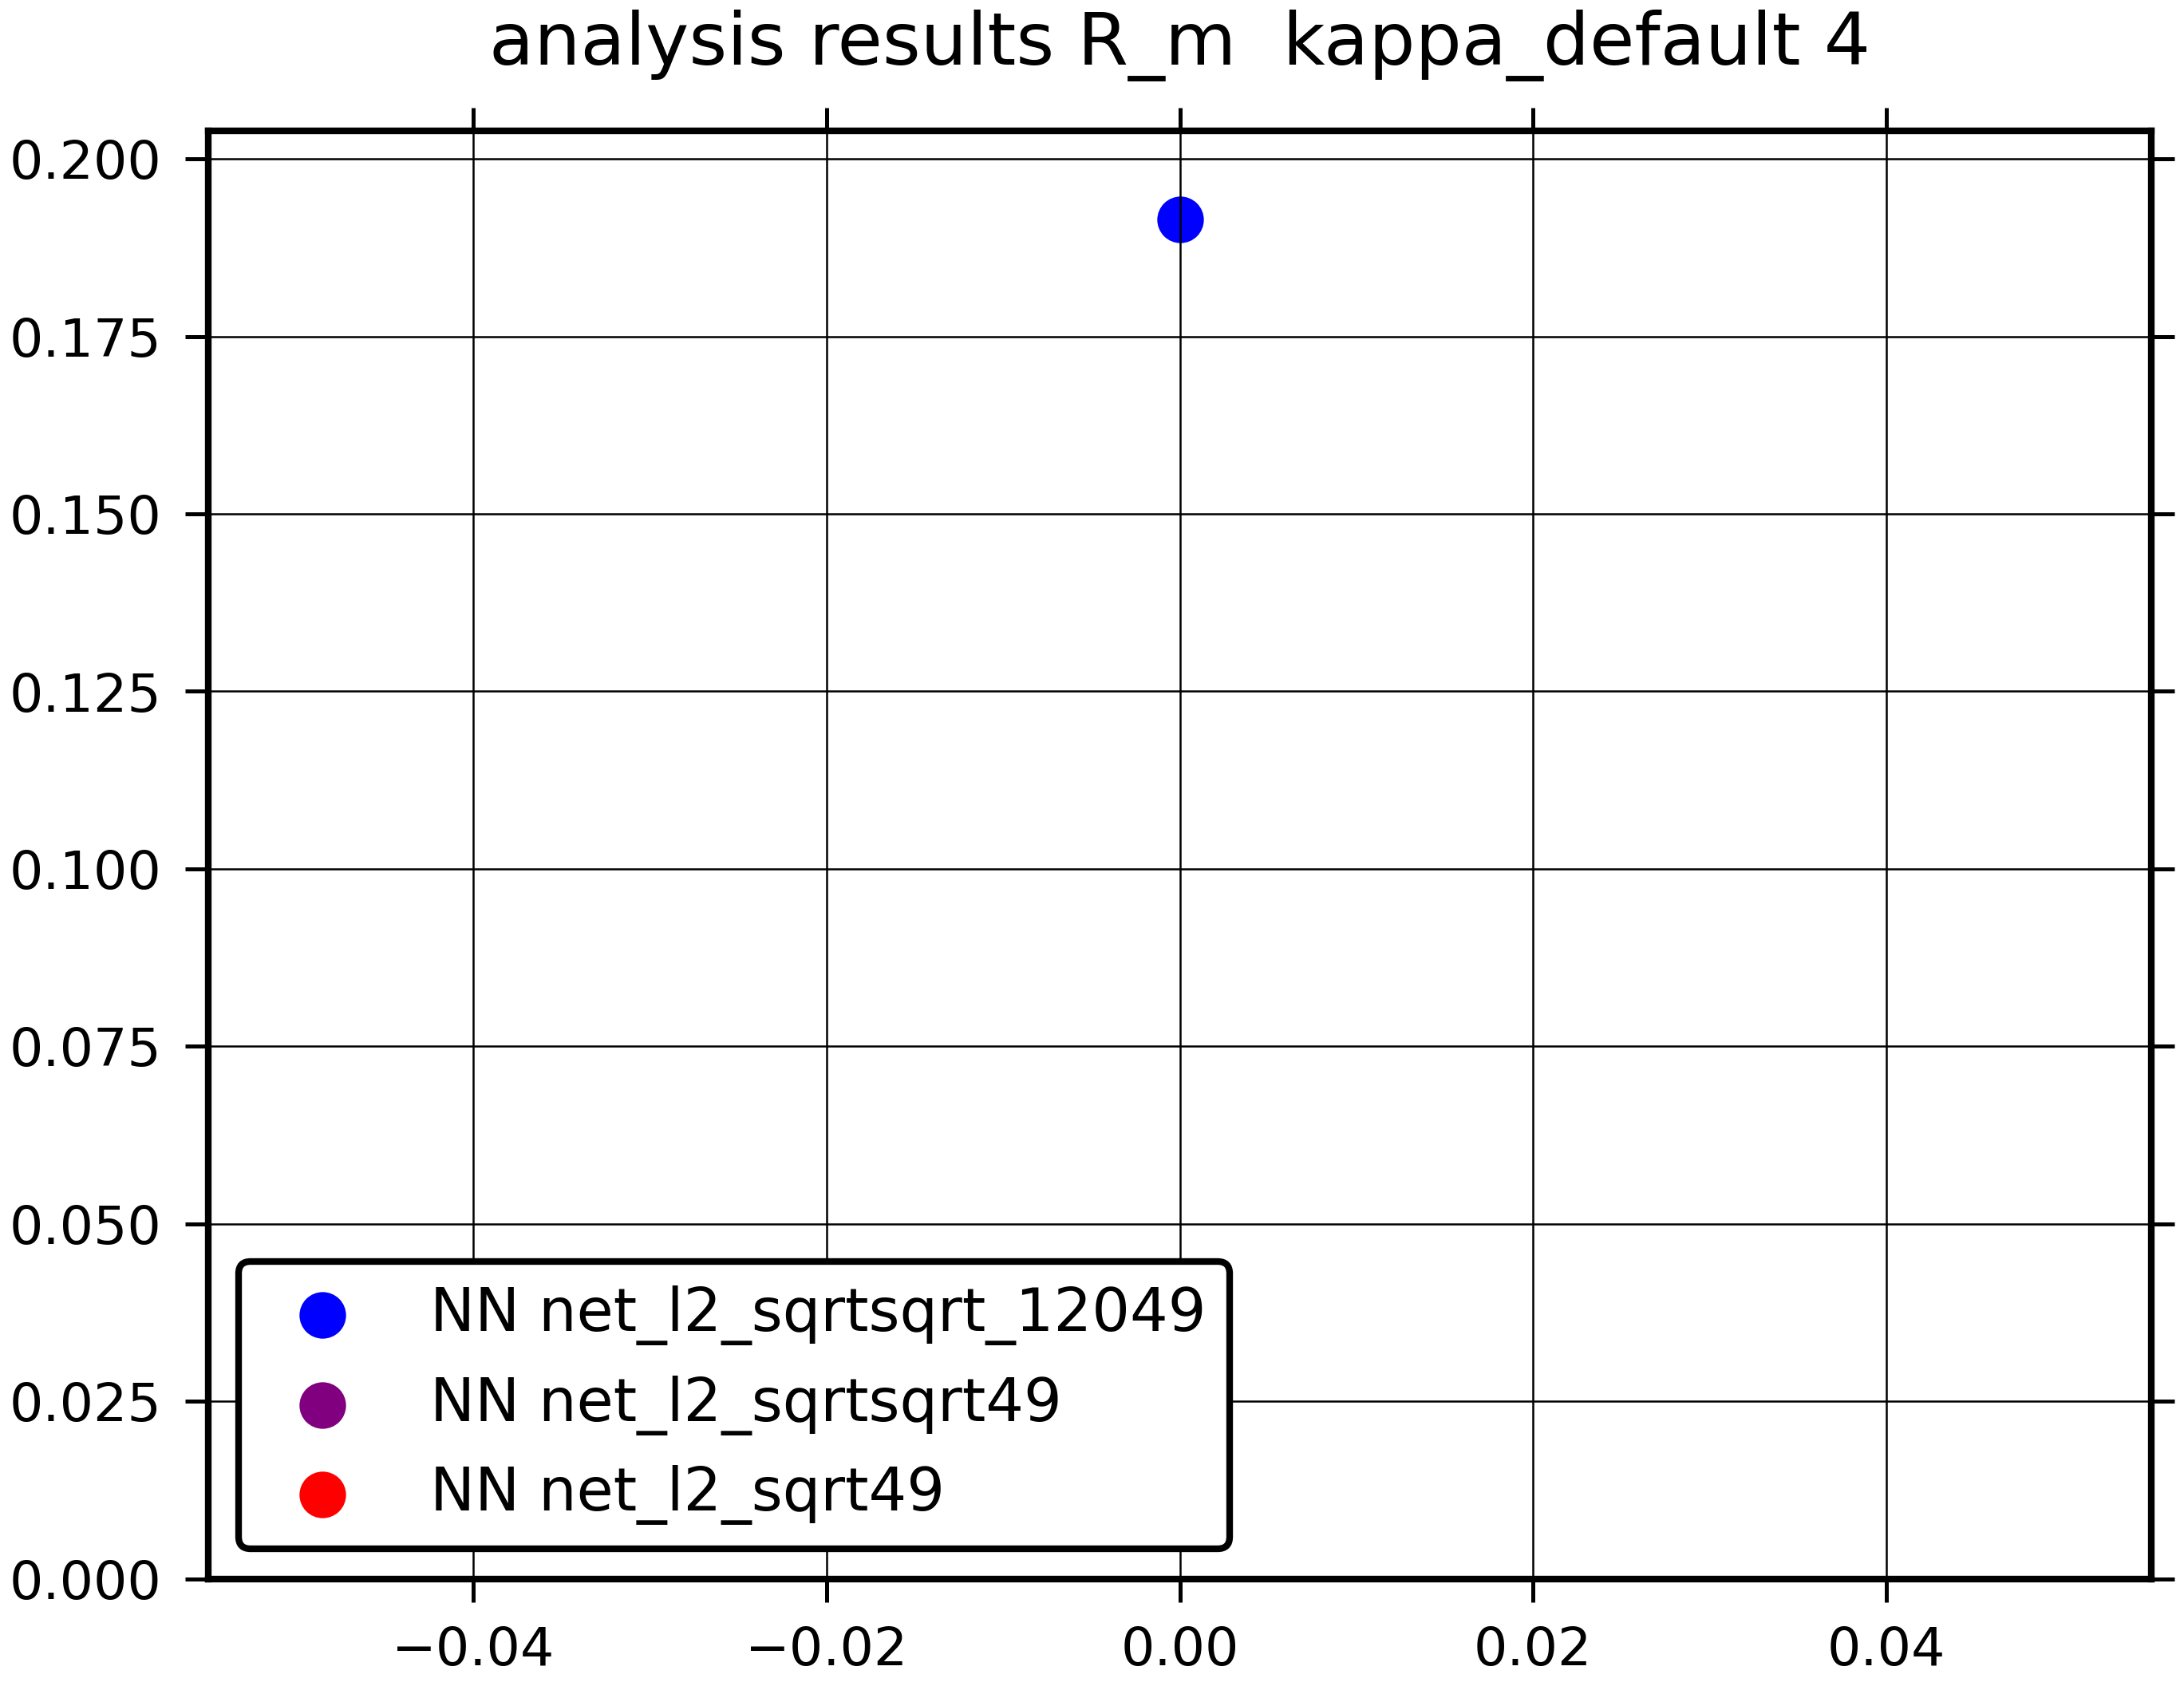 analysis results R_m  kappa_default 4
0.200
0.175
0.150
0.125
0.100
0.075
0.050
0.025
0.000
NN net_l2_sqrtsqrt_12049
NN net_l2_sqrtsqrt49
NN net_l2_sqrt49
−0.04 −0.02 0.00 0.02 0.04